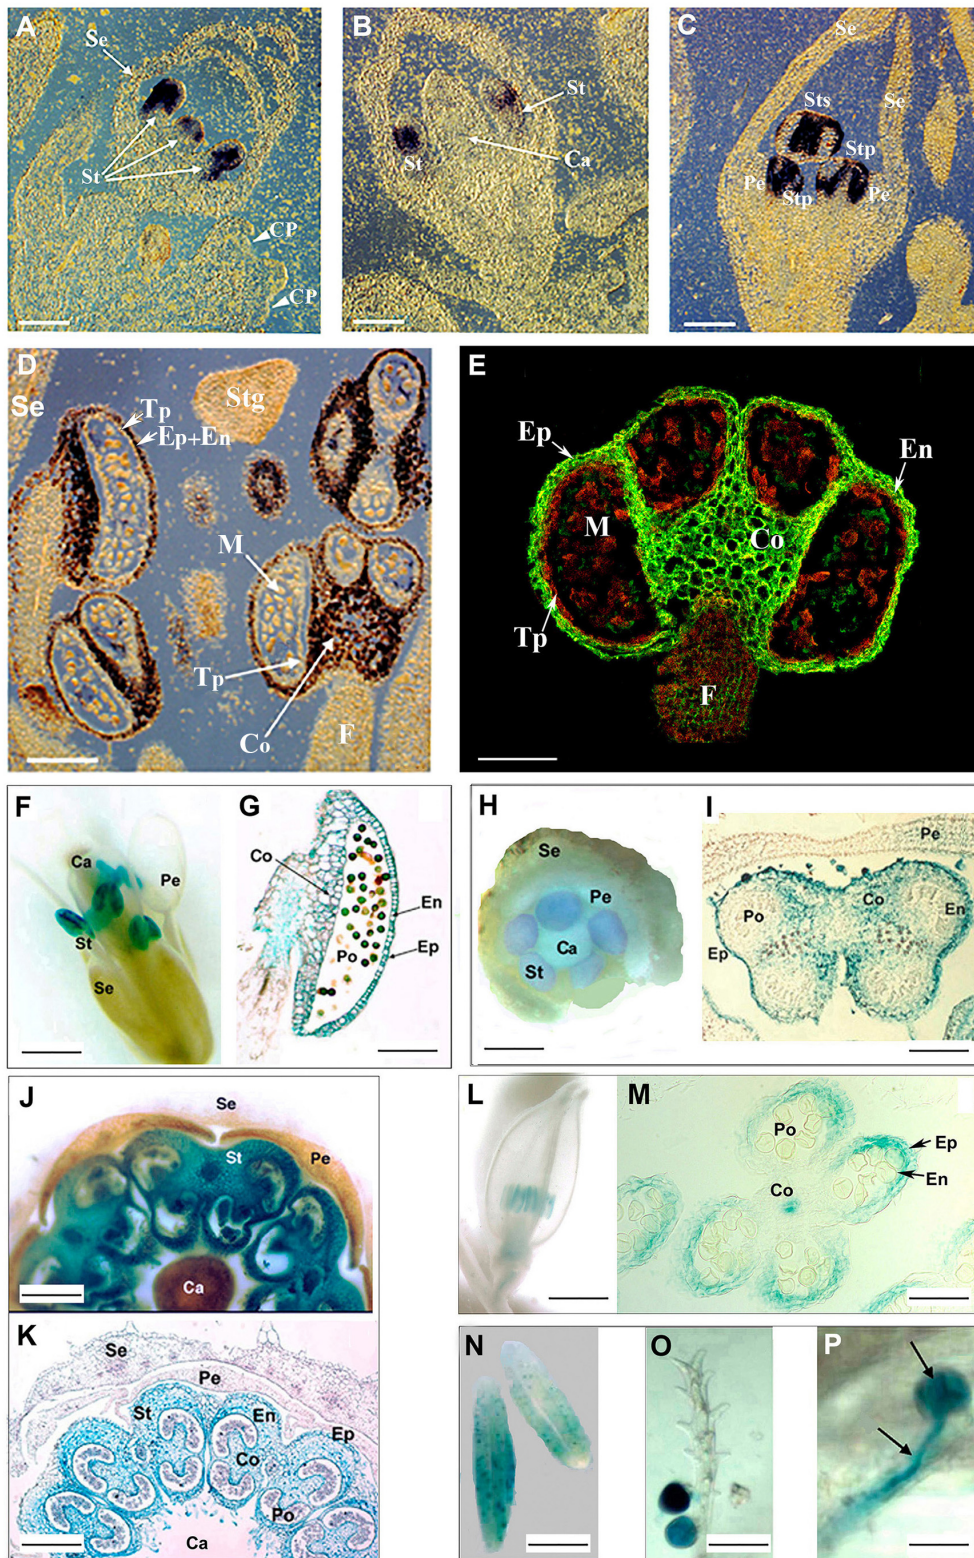 A
Se
St
CP
CP
B
St
St
Ca
C
Se
Se
Sts
Stp
Pe
Stp
Pe
D
Se
Tp
Ep+En
Stg
M
Tp
Co
F
E
Ep
En
M
Co
Tp
F
F
Ca
Pe
St
Se
G
Co
En
Po
Ep
H
Se
Pe
Ca
St
I
Pe
Po
Co
En
Ep
J
Se
St
Pe
Ca
K
Se
Pe
St
En
Ep
Co
Po
Ca
L
M
Po
Ep
En
Co
N
O
P